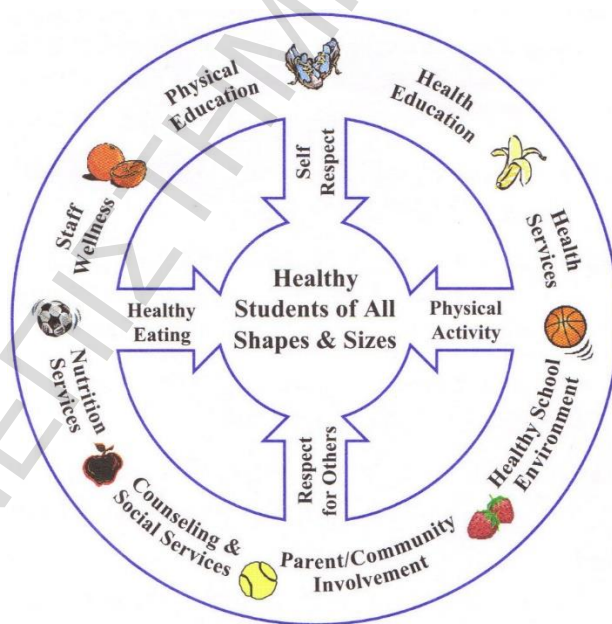 Physical
Education
Health
Education
Health
Services
Healthy School
Environment
Parent/Community
Involvement
Counseling &
Social Services
Nutrition
Services
Staff
Wellness
Self
Respect
Healthy
Eating
Healthy
Students of All
Shapes & Sizes
Physical
Activity
Respect
for Others